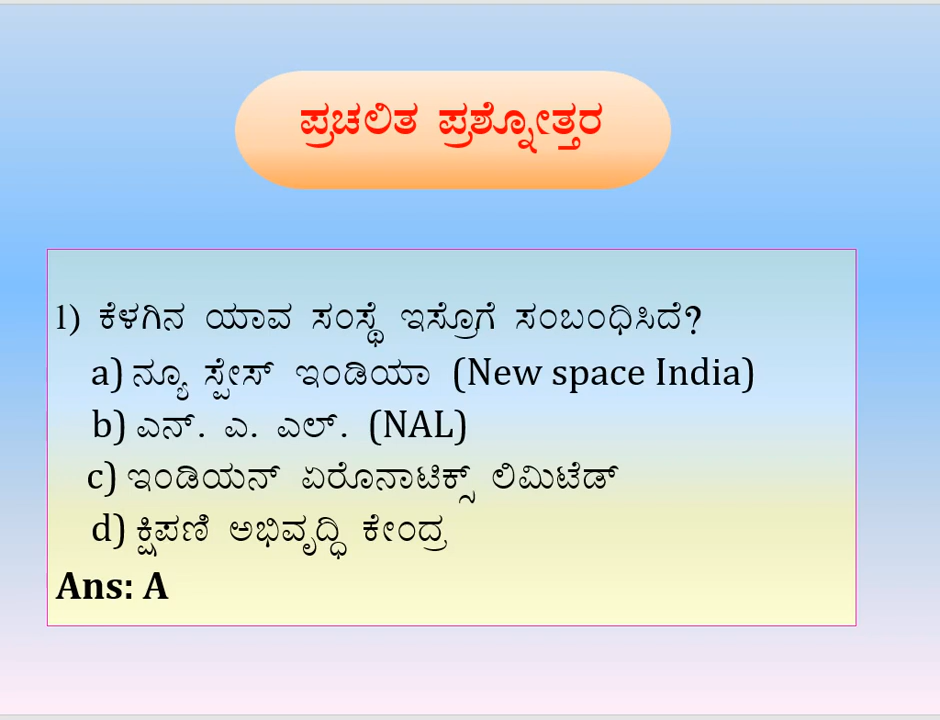 ಪ್ರಚಲಿತ ಪ್ರಶ್ನೋತ್ತರ
1) ಕೆಳಗಿನ ಯಾವ ಸಂಸ್ಥೆ ಇಸ್ರೊಗೆ ಸಂಬಂಧಿಸಿದೆ?
a) ನ್ಯೂ ಸ್ಪೇಸ್ ಇಂಡಿಯಾ (New space India)
b) ಎನ್. ಎ. ಎಲ್. (NAL)
c) ಇಂಡಿಯನ್ ಏರೊನಾಟಿಕ್ಸ್ ಲಿಮಿಟೆಡ್
d) ಕ್ಷಿಪಣಿ ಅಭಿವೃದ್ಧಿ ಕೇಂದ್ರ
Ans: A